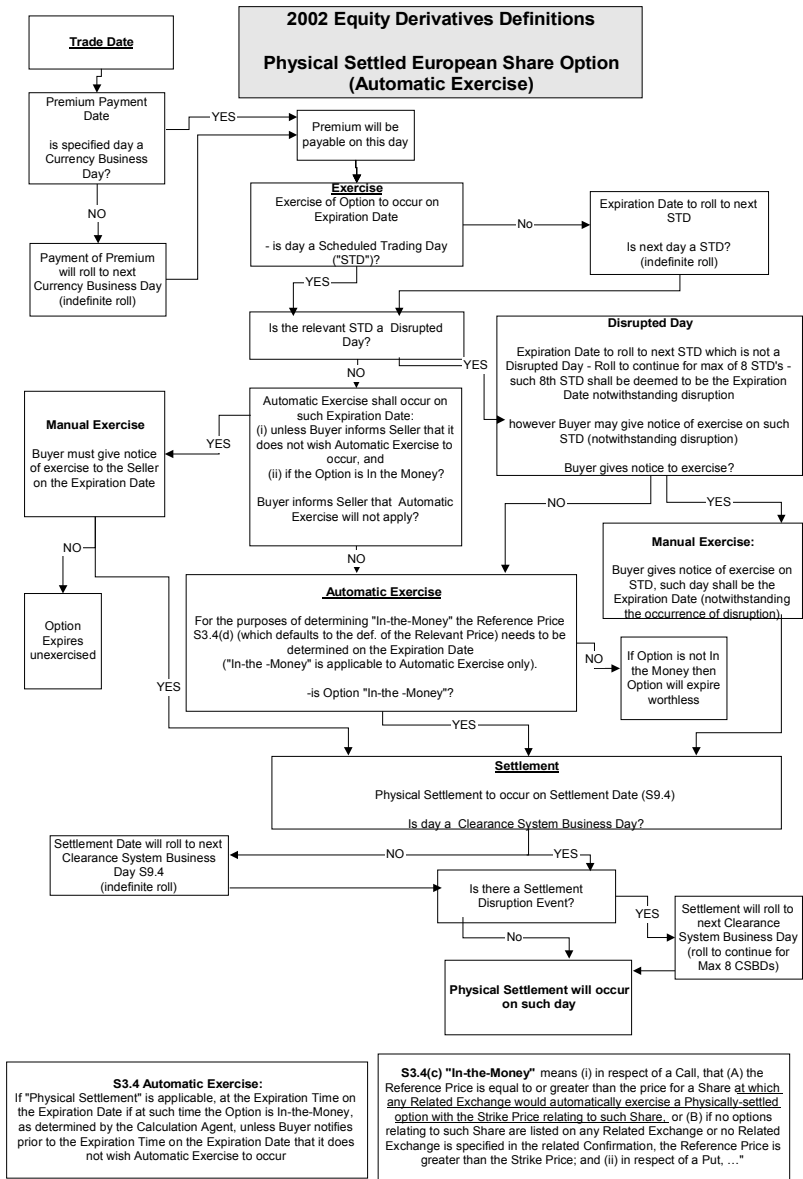 2002 Equity Derivatives Definitions
Physical Settled European Share Option
(Automatic Exercise)
Trade Date
Premium Payment
Date
is specified day a
Currency Business
Day?
YES
Premium will be
payable on this day
NO
Payment of Premium
will roll to next
Currency Business Day
(indefinite roll)
Exercise
Exercise of Option to occur on
Expiration Date
- is day a Scheduled Trading Day
("STD")?
No
Expiration Date to roll to next
STD
Is next day a STD?
(indefinite roll)
YES
Is the relevant STD a Disrupted
Day?
YES
NO
Disrupted Day
Expiration Date to roll to next STD which is not a
Disrupted Day - Roll to continue for max of 8 STD's -
such 8th STD shall be deemed to be the Expiration
Date notwithstanding disruption
however Buyer may give notice of exercise on such
STD (notwithstanding disruption)
Buyer gives notice to exercise?
Automatic Exercise shall occur on
such Expiration Date:
(i) unless Buyer informs Seller that it
does not wish Automatic Exercise to
occur, and
(ii) if the Option is In the Money?
Buyer informs Seller that Automatic
Exercise will not apply?
YES
Manual Exercise
Buyer must give notice
of exercise to the Seller
on the Expiration Date
NO
YES
NO
NO
Option
Expires
unexercised
Manual Exercise:
Buyer gives notice of exercise on
STD, such day shall be the
Expiration Date (notwithstanding
the occurrence of disruption)
Automatic Exercise
For the purposes of determining "In-the-Money" the Reference Price
S3.4(d) (which defaults to the def. of the Relevant Price) needs to be
determined on the Expiration Date
("In-the -Money" is applicable to Automatic Exercise only).
-is Option "In-the -Money"?
NO
If Option is not In
the Money then
Option will expire
worthless
YES
YES
Settlement
Physical Settlement to occur on Settlement Date (S9.4)
Is day a Clearance System Business Day?
NO
YES
Settlement Date will roll to next
Clearance System Business
Day S9.4
(indefinite roll)
Is there a Settlement
Disruption Event?
YES
Settlement will roll to
next Clearance
System Business Day
(roll to continue for
Max 8 CSBDs)
No
Physical Settlement will occur
on such day
S3.4 Automatic Exercise:
If "Physical Settlement" is applicable, at the Expiration Time on
the Expiration Date if at such time the Option is In-the-Money,
as determined by the Calculation Agent, unless Buyer notifies
prior to the Expiration Time on the Expiration Date that it does
not wish Automatic Exercise to occur
S3.4(c) "In-the-Money" means (i) in respect of a Call, that (A) the
Reference Price is equal to or greater than the price for a Share at which
any Related Exchange would automatically exercise a Physically-settled
option with the Strike Price relating to such Share, or (B) if no options
relating to such Share are listed on any Related Exchange or no Related
Exchange is specified in the related Confirmation, the Reference Price is
greater than the Strike Price; and (ii) in respect of a Put, ..."